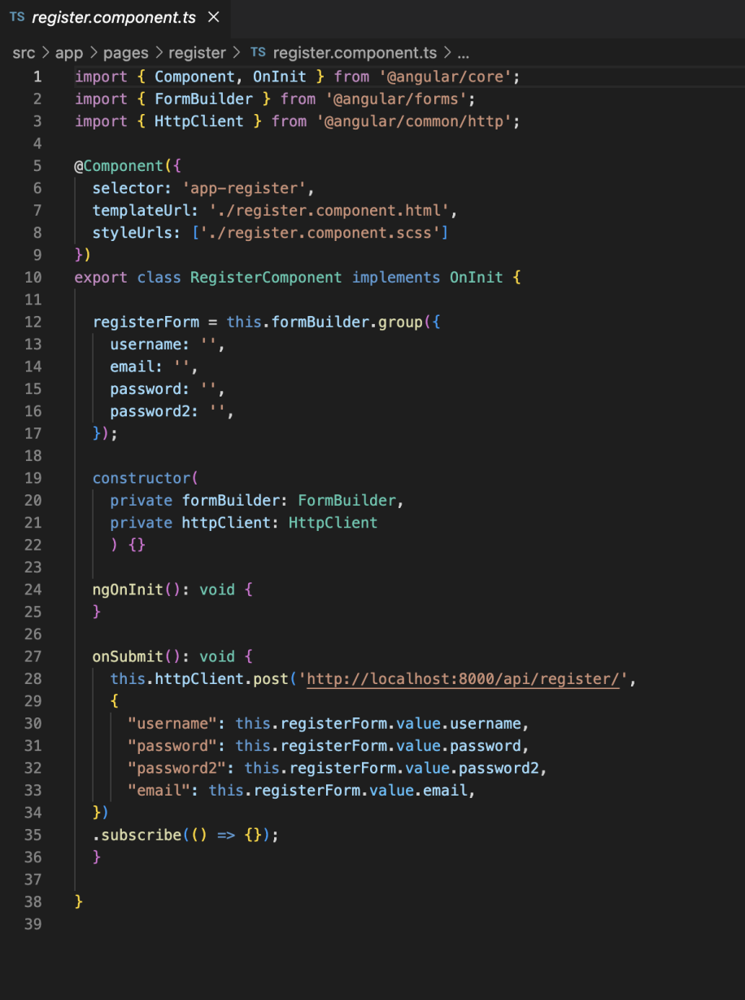 TS register.component.ts ×
src > app > pages > register > TS register.component.ts > ...
1 import { Component, OnInit } from '@angular/core';
2 import { FormBuilder } from '@angular/forms';
3 import { HttpClient } from '@angular/common/http';
4
5 @Component({
6   selector: 'app-register',
7   templateUrl: './register.component.html',
8   styleUrls: ['./register.component.scss']
9 })
10 export class RegisterComponent implements OnInit {
11
12   registerForm = this.formBuilder.group({
13     username: '',
14     email: '',
15     password: '',
16     password2: '',
17   });
18
19   constructor(
20     private formBuilder: FormBuilder,
21     private httpClient: HttpClient
22     ) {}
23
24   ngOnInit(): void {
25   }
26
27   onSubmit(): void {
28     this.httpClient.post('http://localhost:8000/api/register/',
29     {
30       "username": this.registerForm.value.username,
31       "password": this.registerForm.value.password,
32       "password2": this.registerForm.value.password2,
33       "email": this.registerForm.value.email,
34   })
35   .subscribe(() => {});
36   }
37
38 }
39